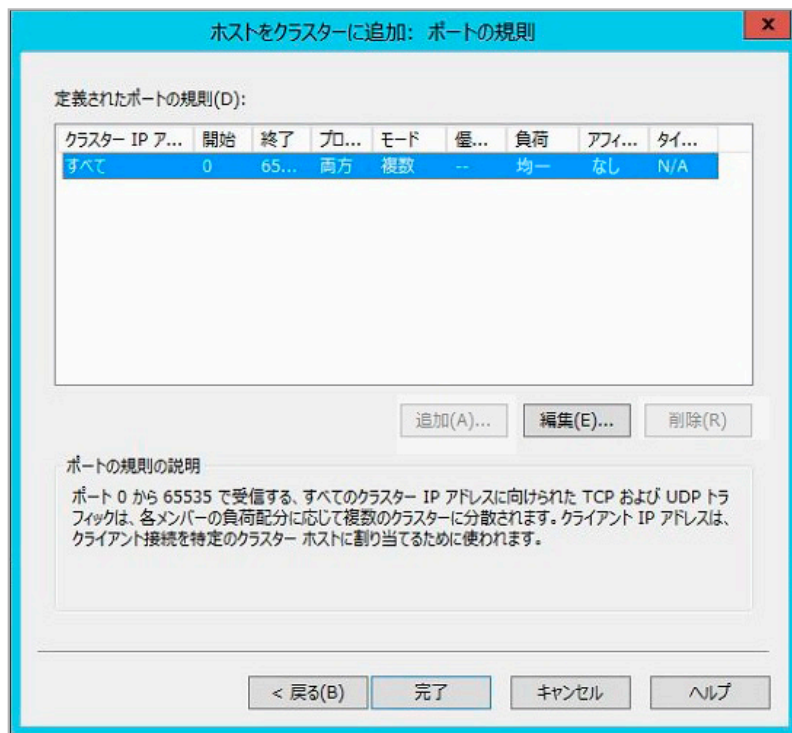 ホストをクラスターに追加: ポートの規則
x
定義されたポートの規則(D):
クラスター IP ア... 開始 終了 プロ... モード 優... 負荷 アフィ... タイ...
すべて 0 65... 両方 複数 -- 均一 なし N/A
追加(A)... 編集(E)... 削除(R)
ポートの規則の説明
ポート 0 から 65535 で受信する、すべてのクラスター IP アドレスに向けられた TCP および UDP トラ
フィックは、各メンバーの負荷配分に応じて複数のクラスターに分散されます。クライアント IP アドレスは、
クライアント接続を特定のクラスター ホストに割り当てるために使われます。
< 戻る(B) 完了 キャンセル ヘルプ